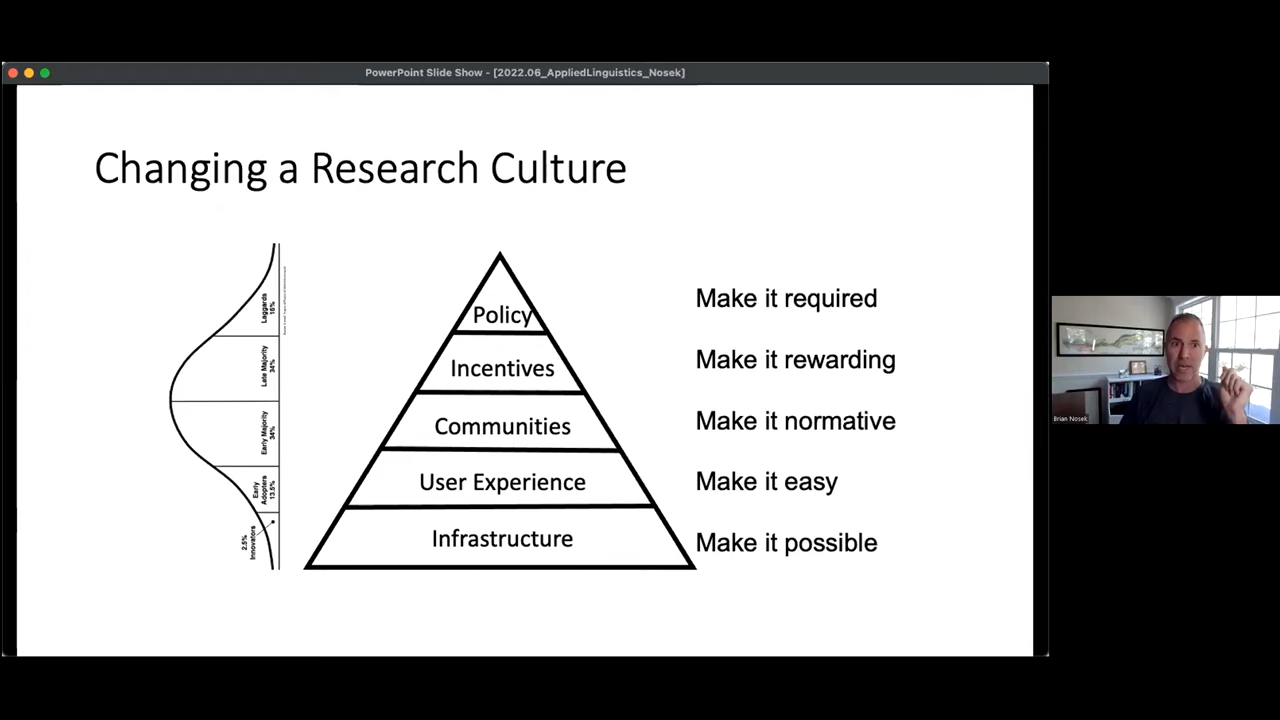 PowerPoint Slide Show - [2022.06_AppliedLinguistics_Nosek]
Changing a Research Culture
Laggards
16%
Late Majority
34%
Early Majority
34%
Early
Adopters
13.5%
2.5%
Innovators
Policy
Incentives
Communities
User Experience
Infrastructure
Make it required
Make it rewarding
Make it normative
Make it easy
Make it possible
Brian Nosek